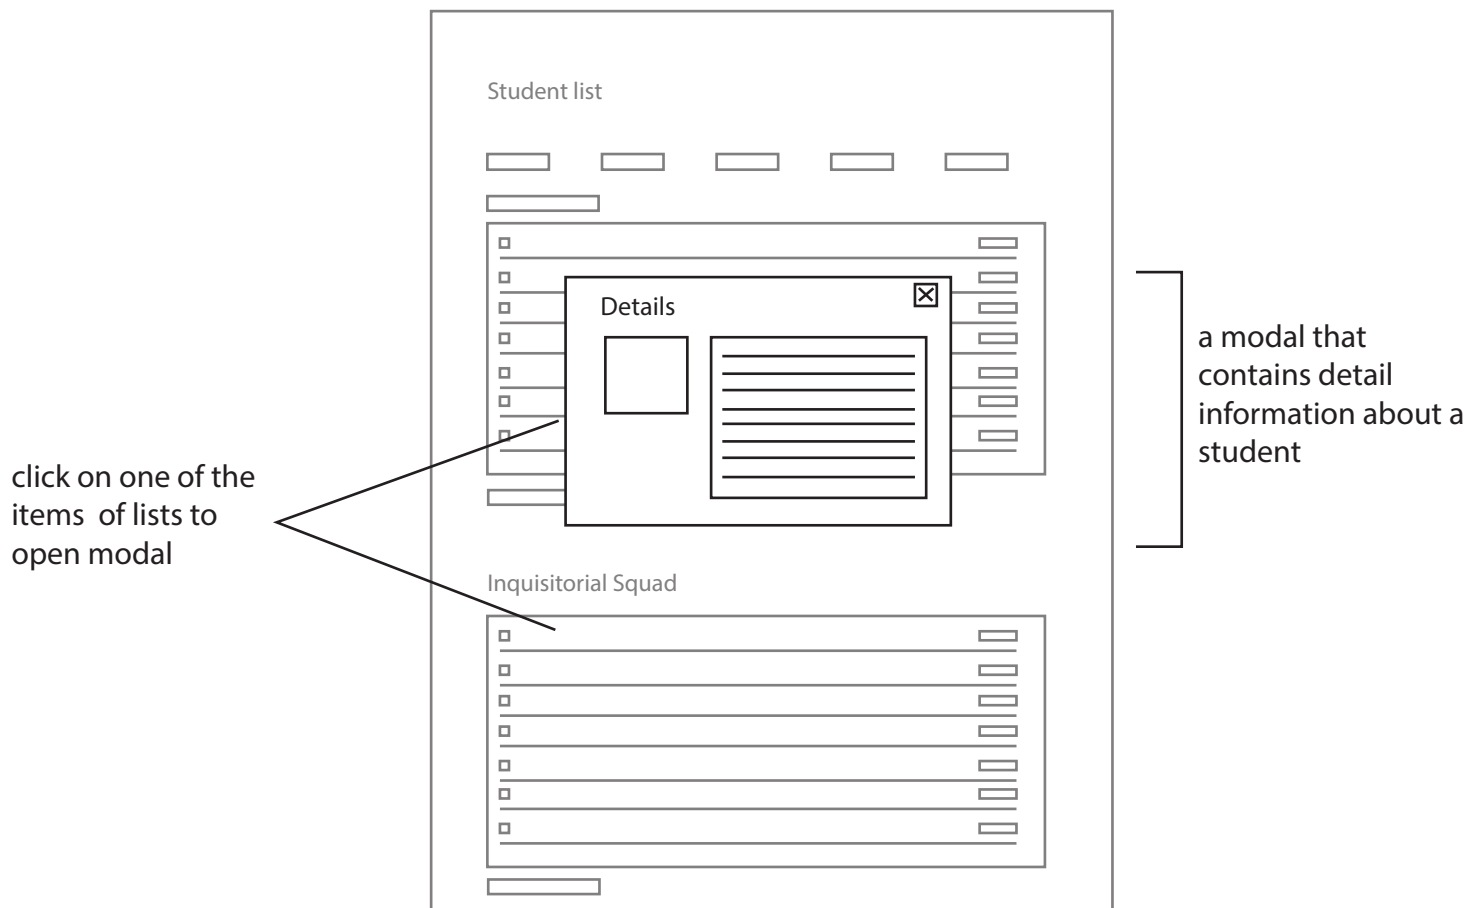 Student list
Details
a modal that
contains detail
information about a
student
click on one of the
items  of lists to
open modal
Inquisitorial Squad